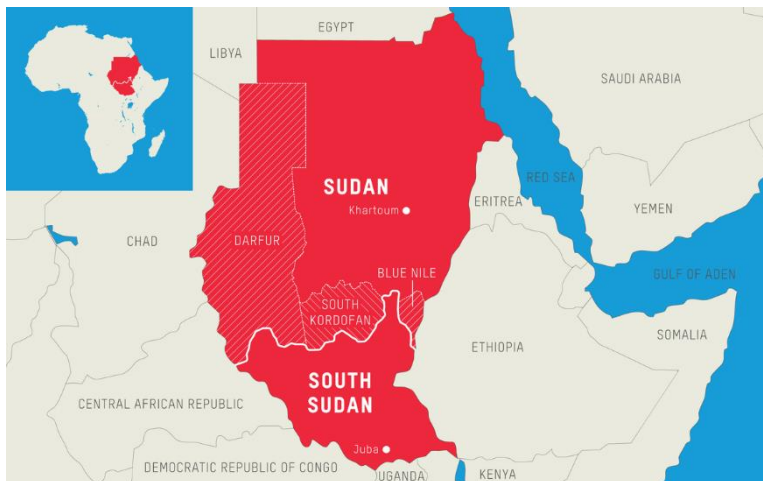 EGYPT
LIBYA
SAUDI ARABIA
RED SEA
SUDAN
Khartoum
ERITREA
YEMEN
CHAD
DARFUR
BLUE NILE
GULF OF ADEN
SOUTH
KORDOFAN
SOMALIA
ETHIOPIA
SOUTH
SUDAN
CENTRAL AFRICAN REPUBLIC
Juba
DEMOCRATIC REPUBLIC OF CONGO
UGANDA
KENYA